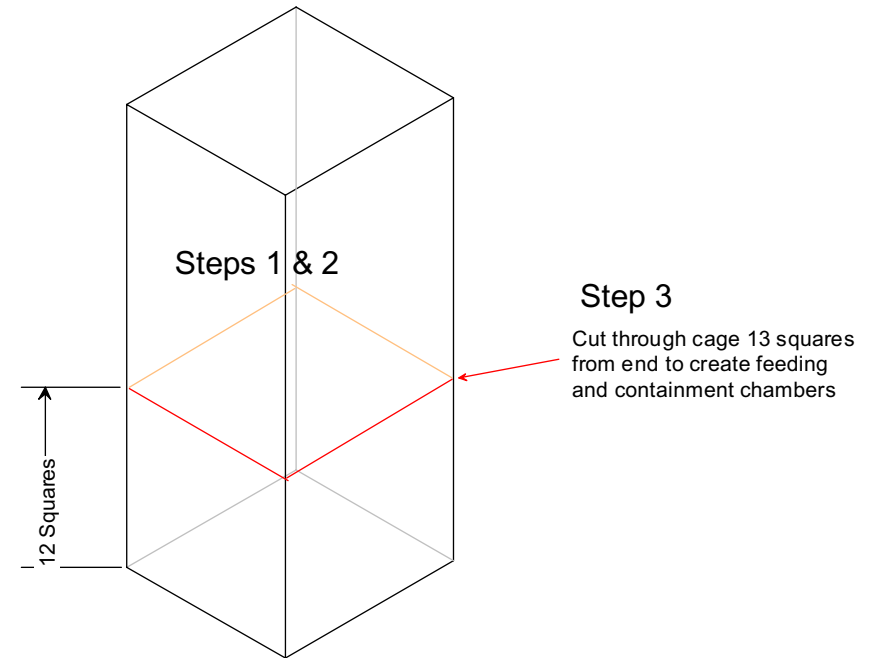 Steps 1 & 2
Step 3
Cut through cage 13 squares
from end to create feeding
and containment chambers
12 Squares